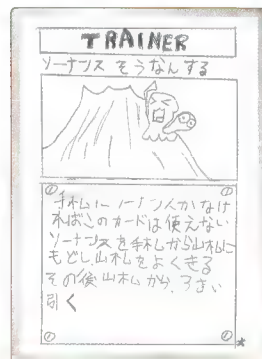 TRAINER
ソーナンス そうなんする
手札にソーナンスがなけ
ればこのカードは使えない
ソーナンスを手札から山札に
もどし山札をよくきる
その後山札から、3まい
引く